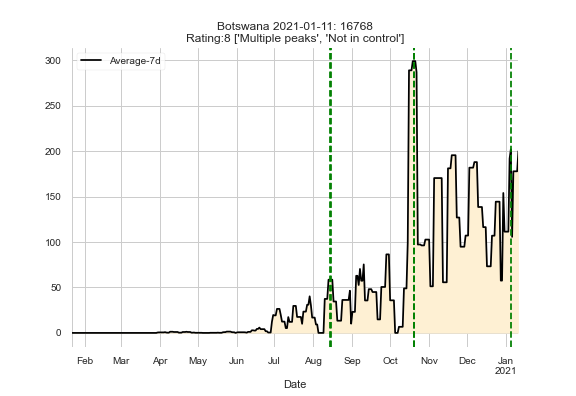 Botswana 2021-01-11: 16768
Rating:8 ['Multiple peaks', 'Not in control']
Average-7d
300
250
200
150
100
50
0
Feb Mar Apr May Jun Jul Aug Sep Oct Nov Dec Jan
2021
Date